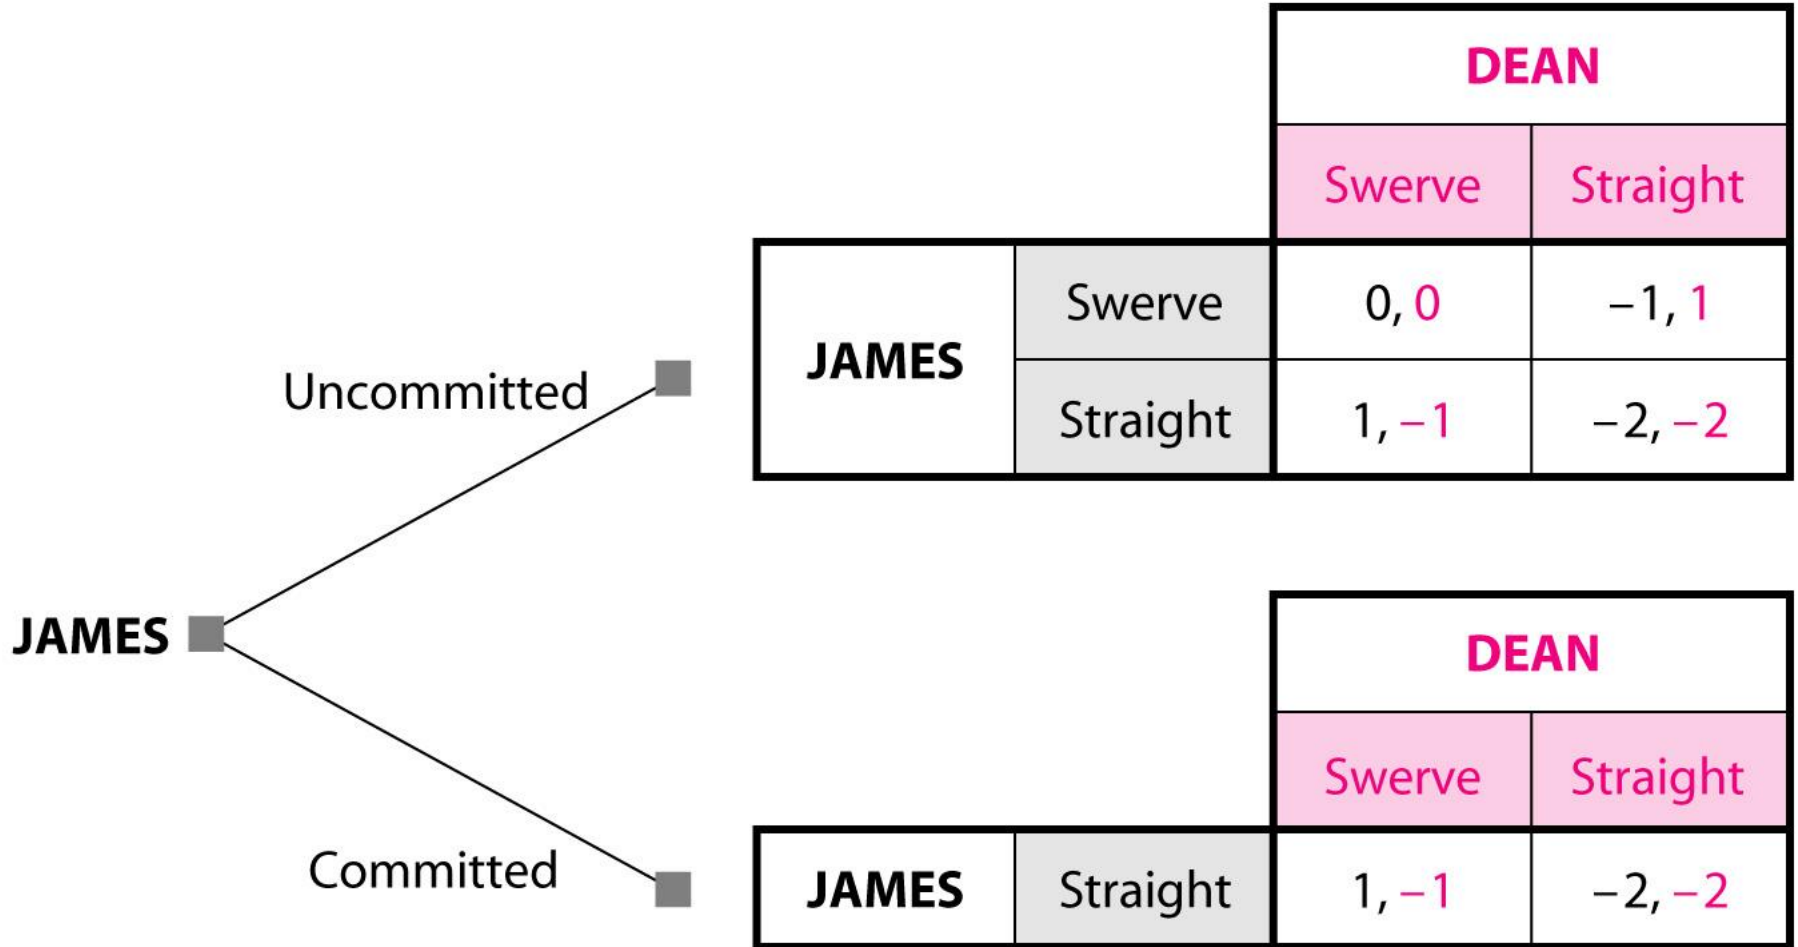 DEAN
Swerve Straight
JAMES Swerve 0, 0 –1, 1
Straight 1, –1 –2, –2
Uncommitted
JAMES
DEAN
Swerve Straight
Committed
JAMES Straight 1, –1 –2, –2